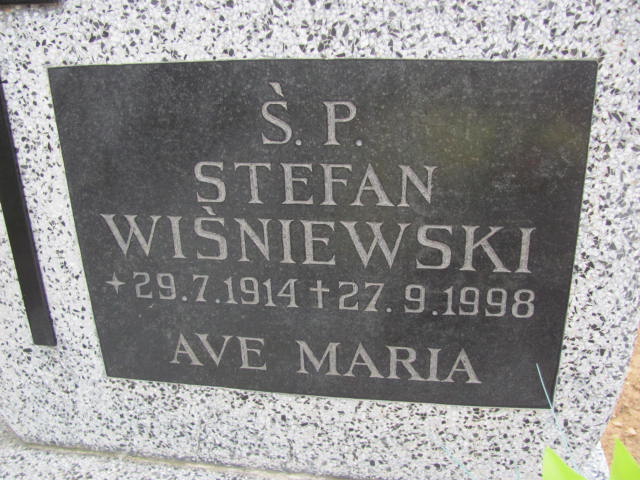 Ś. P.
STEFAN
WIŚNIEWSKI
⋆29.7.1914 ✝27.9.1998
AVE MARIA